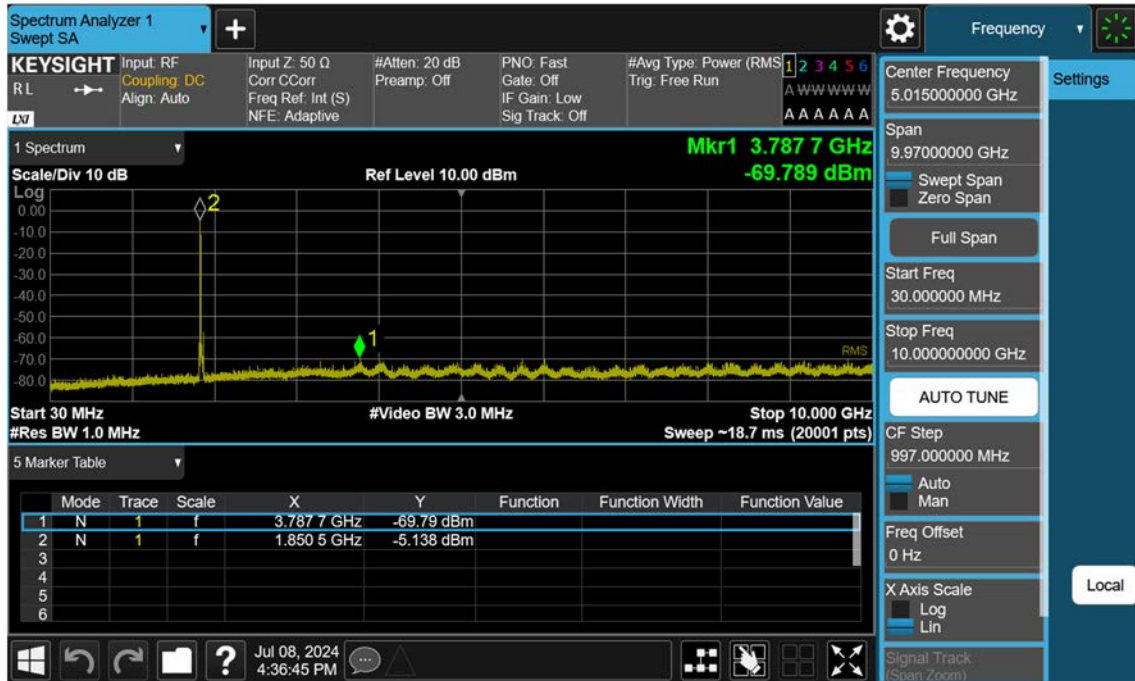 Spectrum Analyzer 1
Swept SA
Frequency
KEYSIGHT
RL
LXI
Input: RF
Coupling: DC
Align: Auto
Input Z: 50 Ω
Corr CCorr
Freq Ref: Int (S)
NFE: Adaptive
#Atten: 20 dB
Preamp: Off
PNO: Fast
Gate: Off
IF Gain: Low
Sig Track: Off
#Avg Type: Power (RMS
Trig: Free Run
1 2 3 4 5 6
A W W W W W
A A A A A A
1 Spectrum
Mkr1 3.787 7 GHz
-69.789 dBm
Scale/Div 10 dB
Ref Level 10.00 dBm
Log
0.00
-10.0
-20.0
-30.0
-40.0
-50.0
-60.0
-70.0
-80.0
2
1
RMS
Start 30 MHz
#Video BW 3.0 MHz
Stop 10.000 GHz
#Res BW 1.0 MHz
Sweep ~18.7 ms (20001 pts)
5 Marker Table
Mode Trace Scale X Y Function Function Width Function Value
1 N 1 f 3.787 7 GHz -69.79 dBm
2 N 1 f 1.850 5 GHz -5.138 dBm
3
4
5
6
Jul 08, 2024
4:36:45 PM
Center Frequency
5.015000000 GHz
Span
9.97000000 GHz
Swept Span
Zero Span
Full Span
Start Freq
30.000000 MHz
Stop Freq
10.000000000 GHz
AUTO TUNE
CF Step
997.000000 MHz
Auto
Man
Freq Offset
0 Hz
X Axis Scale
Log
Lin
Signal Track
(Span Zoom)
Settings
Local